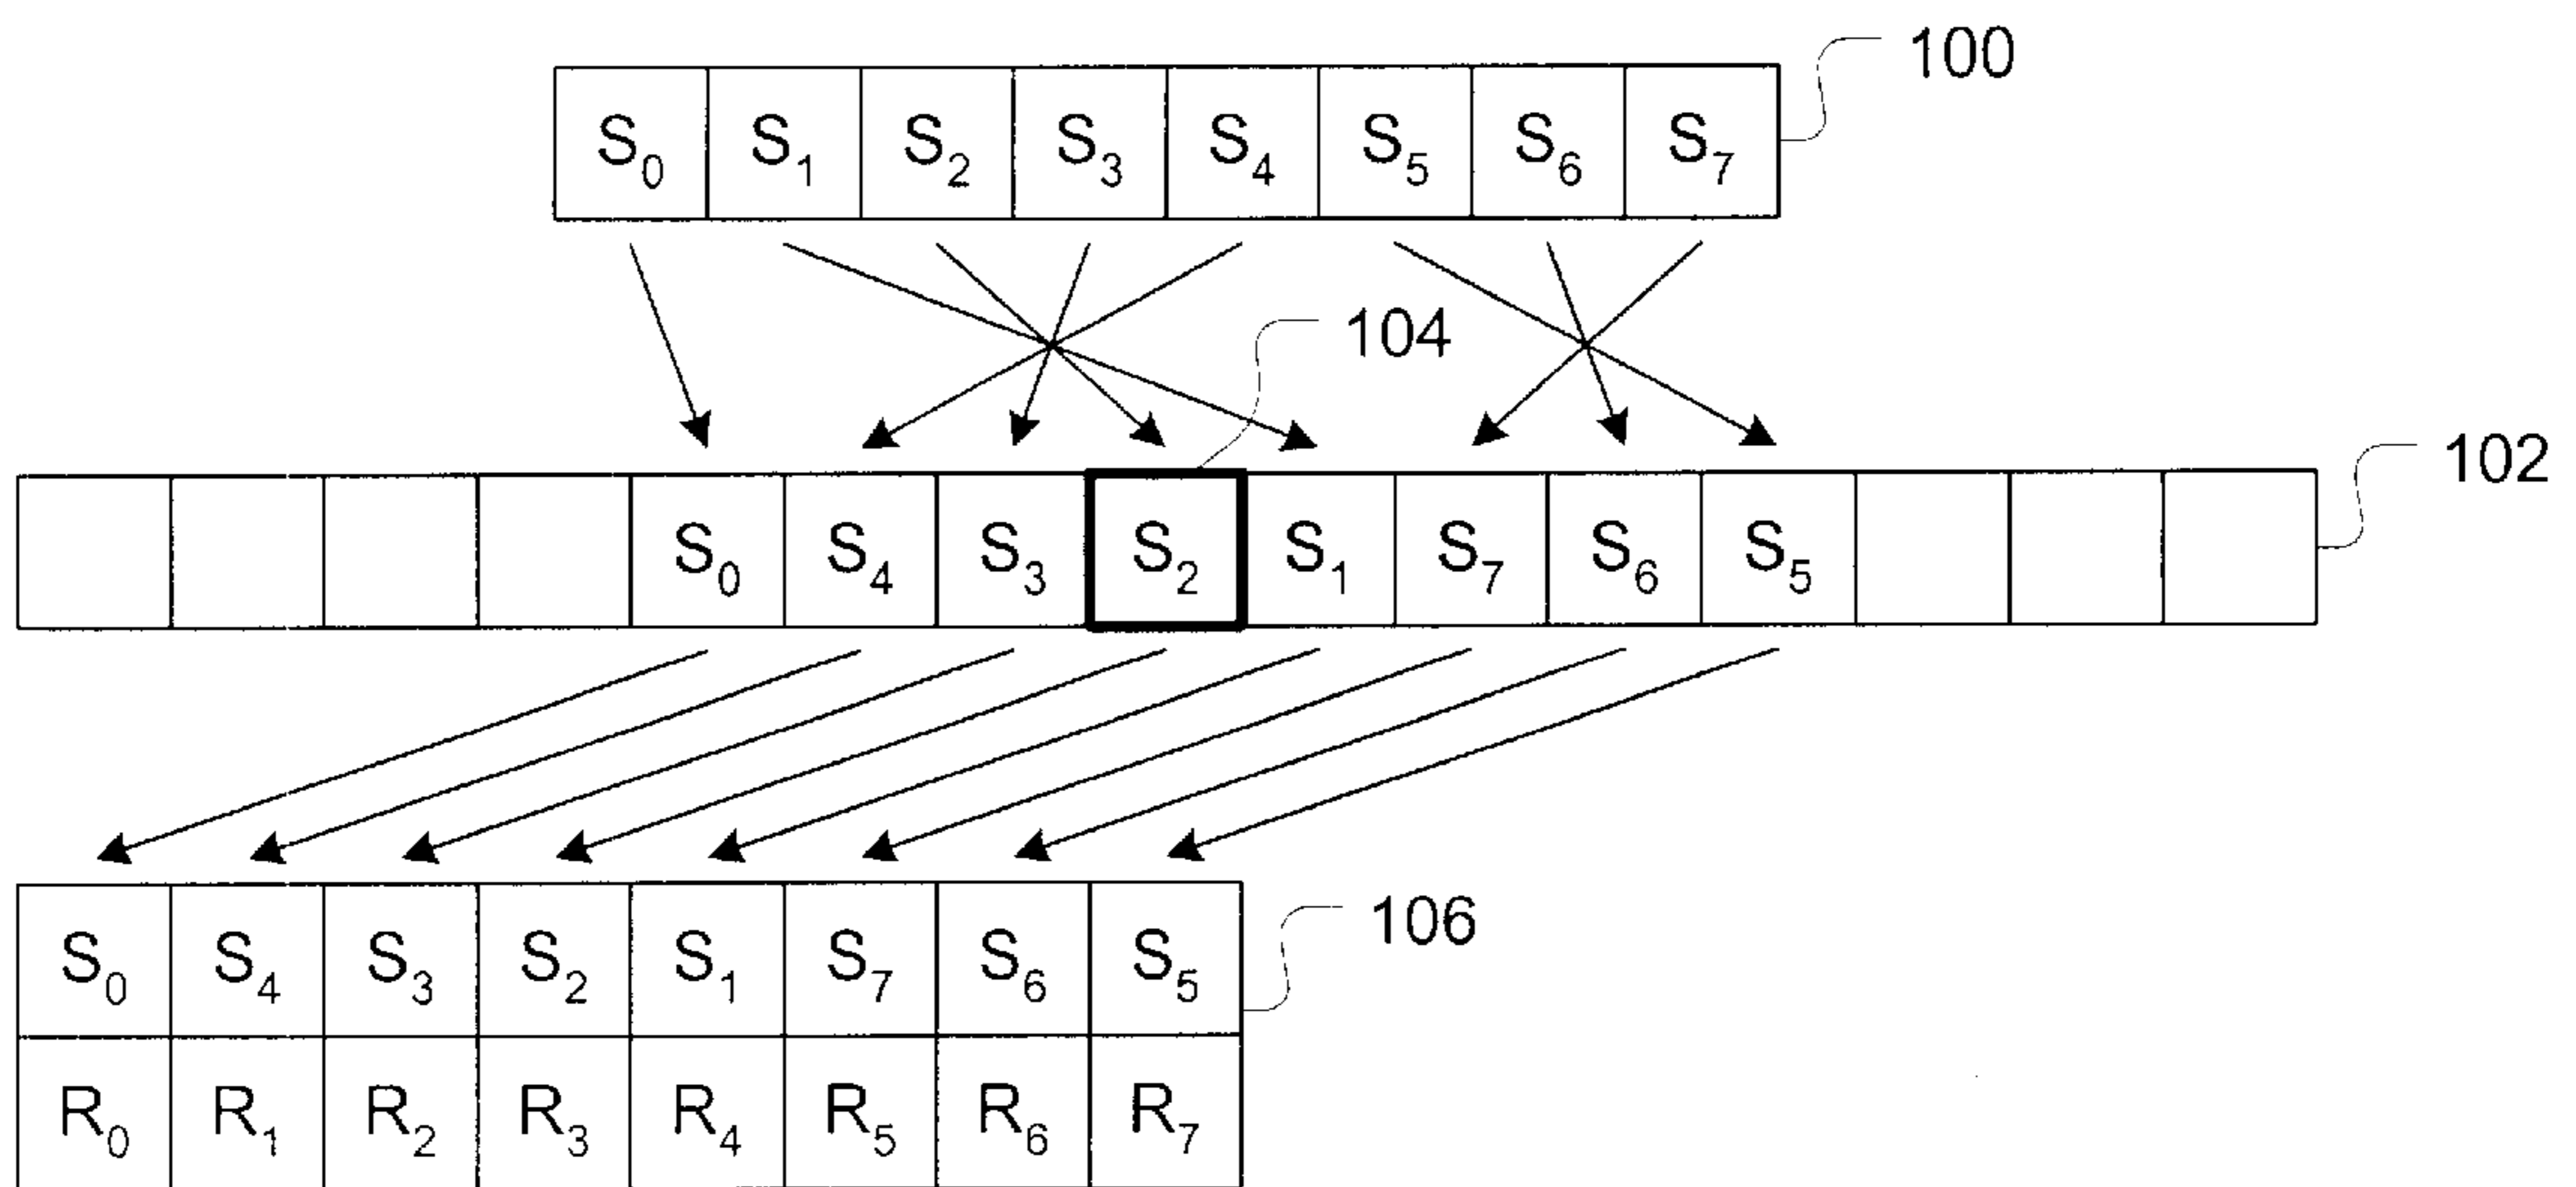 100
S₀ S₁ S₂ S₃ S₄ S₅ S₆ S₇
104
102
S₀ S₄ S₃ S₂ S₁ S₇ S₆ S₅
106
S₀ S₄ S₃ S₂ S₁ S₇ S₆ S₅
R₀ R₁ R₂ R₃ R₄ R₅ R₆ R₇